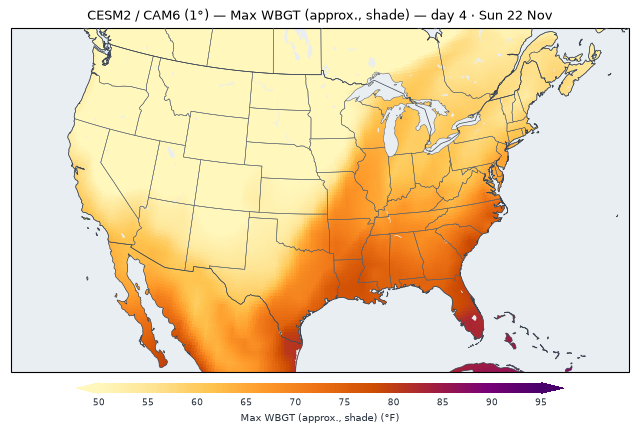 CESM2 / CAM6 (1°) — Max WBGT (approx., shade) — day 4 · Sun 22 Nov
50 55 60 65 70 75 80 85 90 95
Max WBGT (approx., shade) (°F)